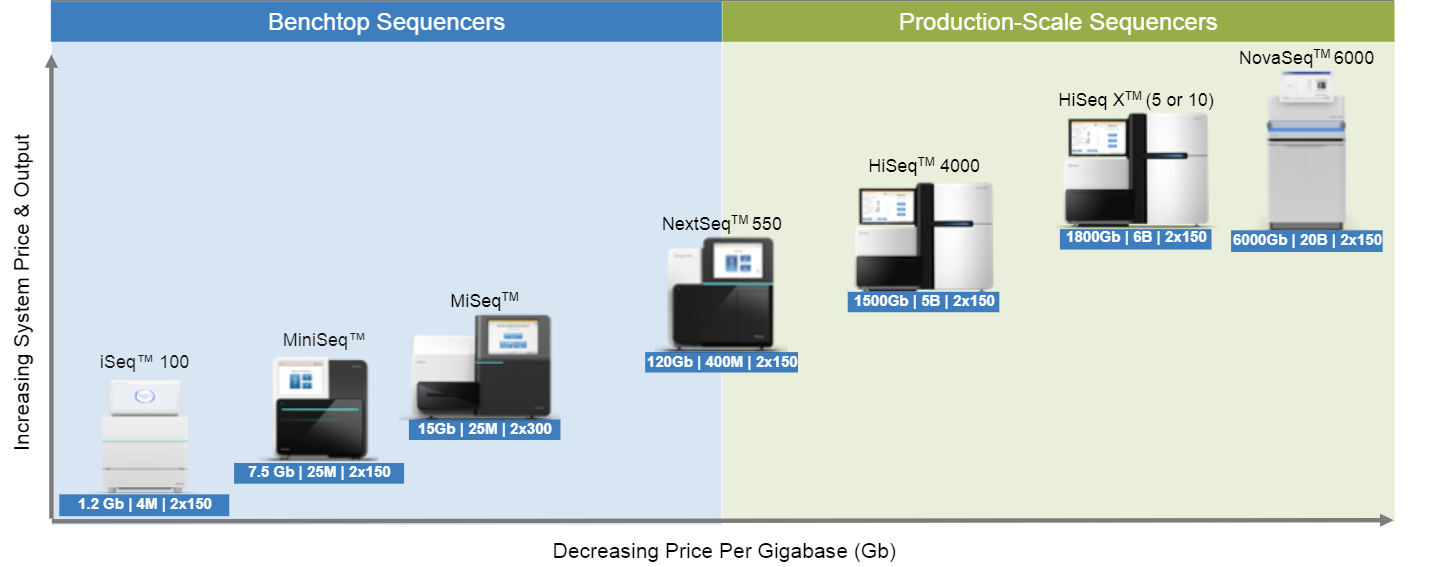 Benchtop Sequencers
Production-Scale Sequencers
NovaSeq™ 6000
HiSeq X™ (5 or 10)
HiSeq™ 4000
NextSeq™ 550
1800Gb | 6B | 2x150
6000Gb | 20B | 2x150
MiSeq™
1500Gb | 5B | 2x150
MiniSeq™
iSeq™ 100
120Gb | 400M | 2x150
15Gb | 25M | 2x300
7.5 Gb | 25M | 2x150
1.2 Gb | 4M | 2x150
Increasing System Price & Output
Decreasing Price Per Gigabase (Gb)